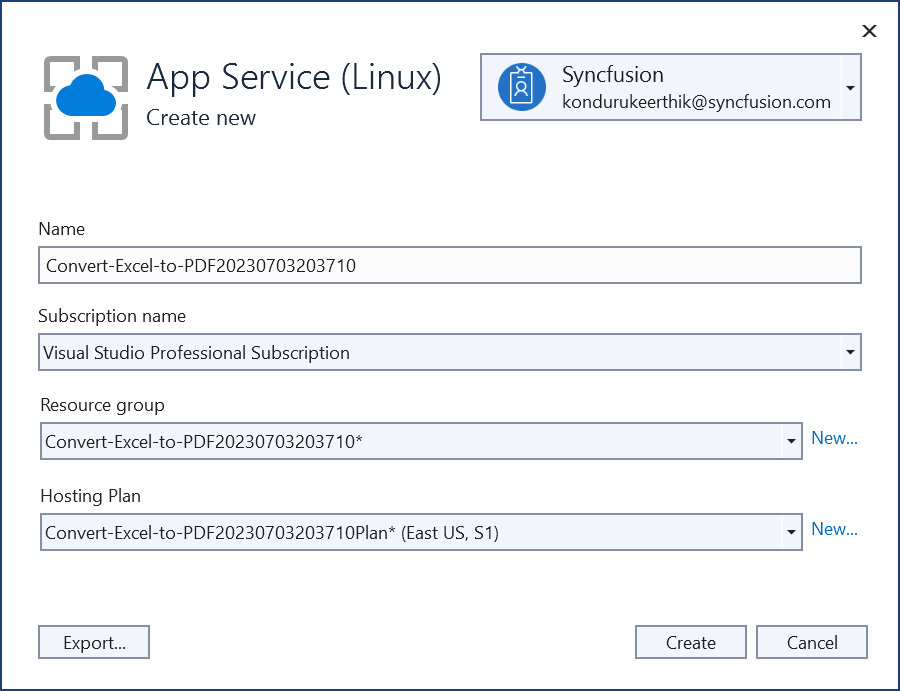 App Service (Linux)
Create new
Syncfusion
kondurukeerthik@syncfusion.com
Name
Convert-Excel-to-PDF20230703203710
Subscription name
Visual Studio Professional Subscription
Resource group
Convert-Excel-to-PDF20230703203710*
New...
Hosting Plan
Convert-Excel-to-PDF20230703203710Plan* (East US, S1)
New...
Export...
Create
Cancel